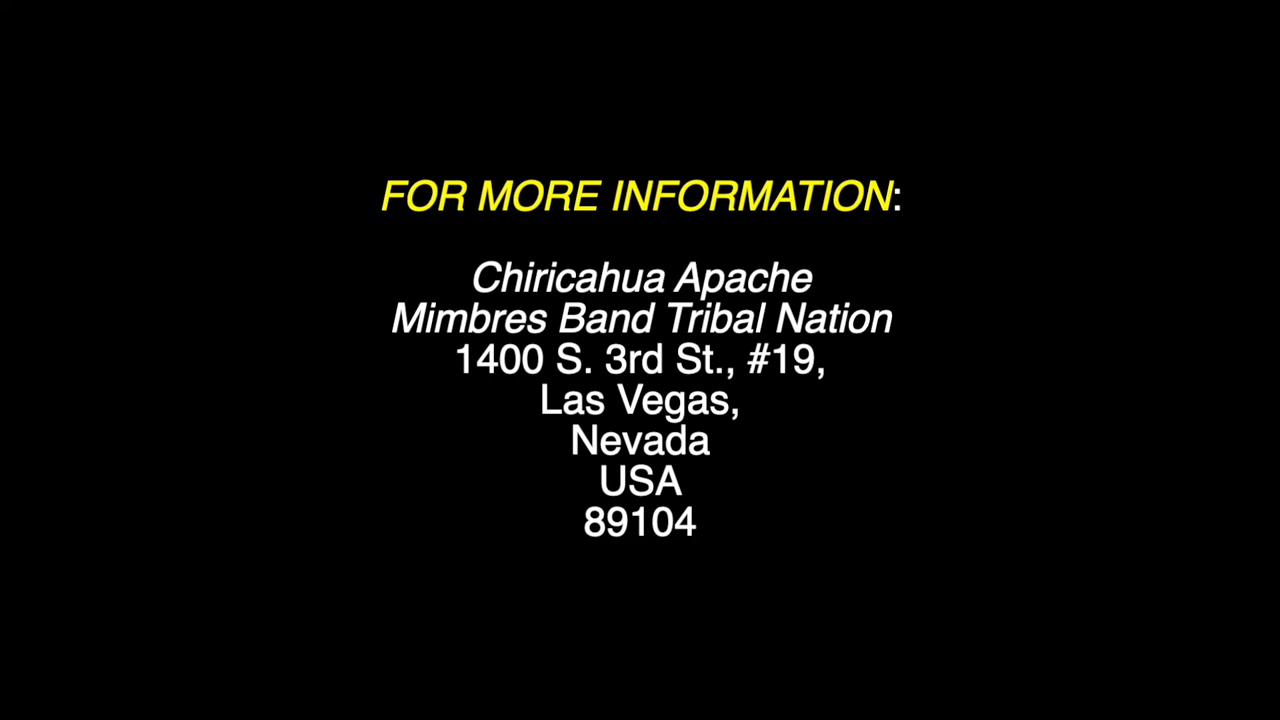 FOR MORE INFORMATION:
Chiricahua Apache
Mimbres Band Tribal Nation
1400 S. 3rd St., #19,
Las Vegas,
Nevada
USA
89104